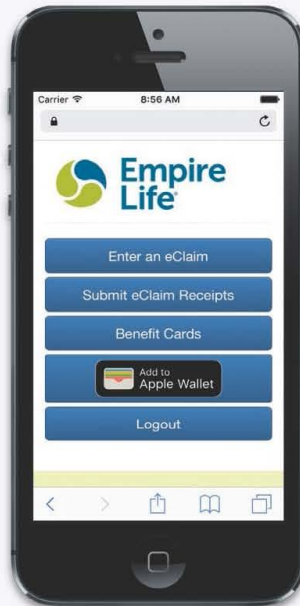 Carrier 8:56 AM
Empire
Life
Enter an eClaim
Submit eClaim Receipts
Benefit Cards
Add to
Apple Wallet
Logout